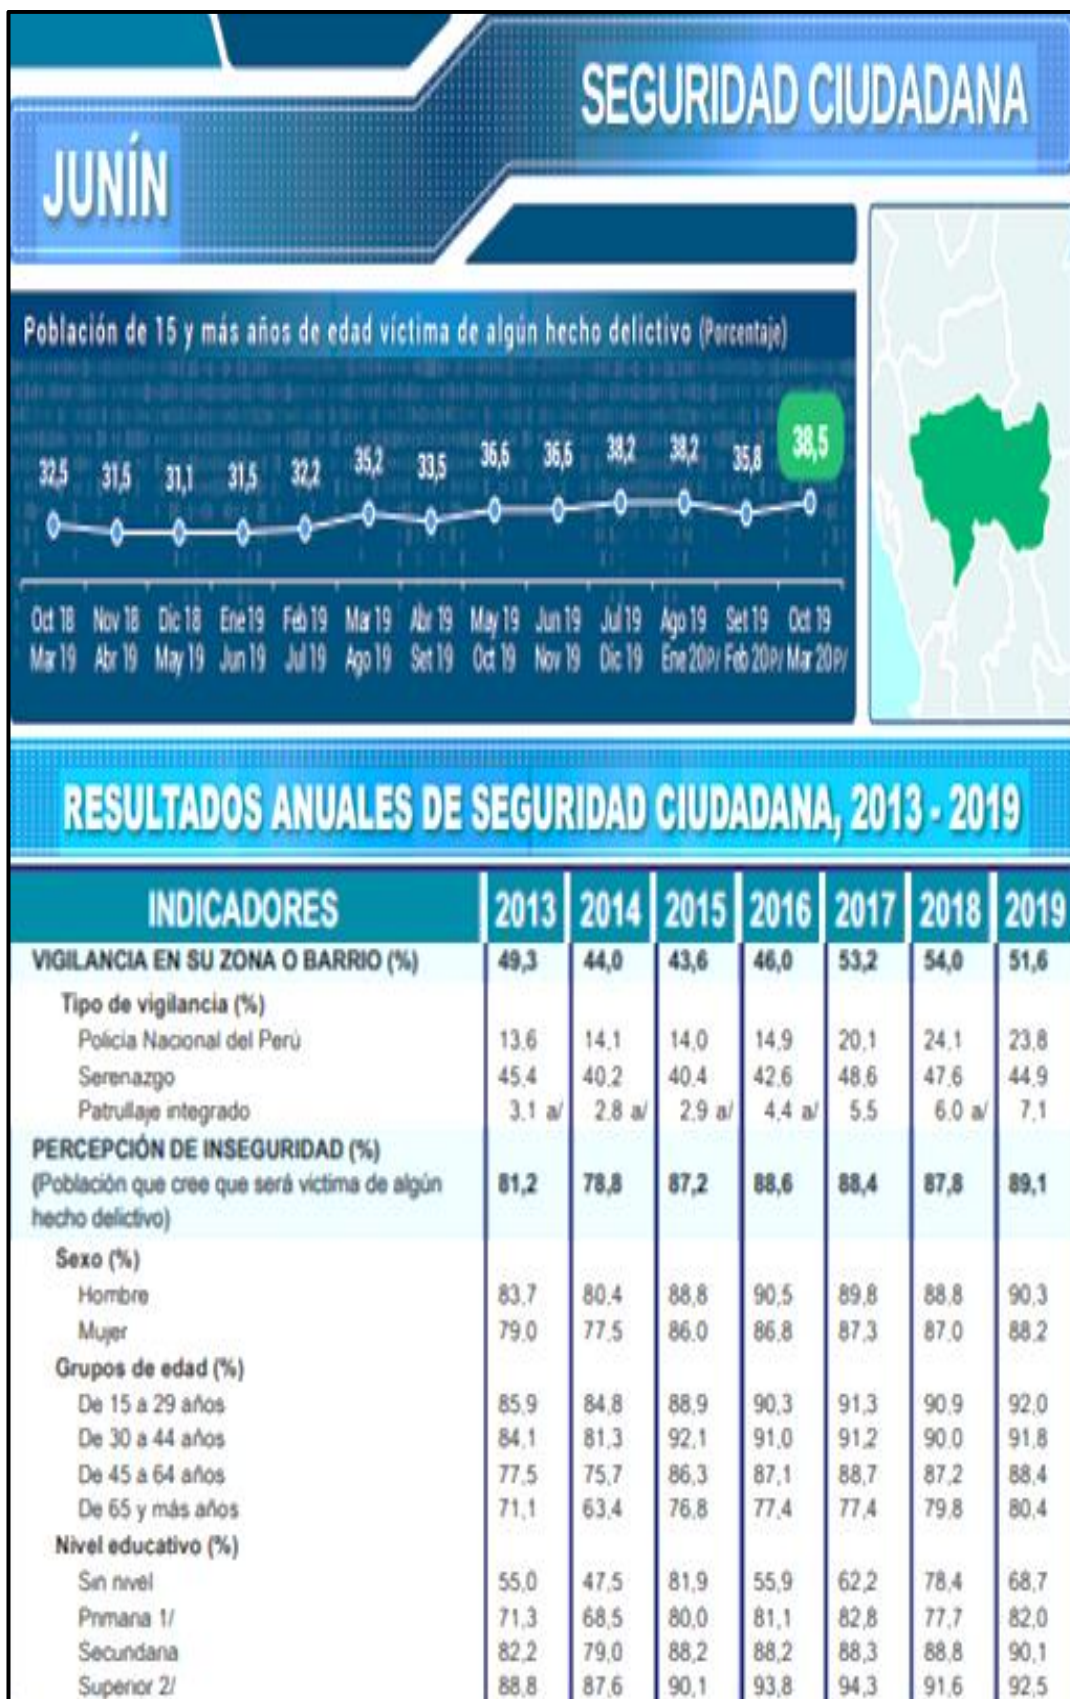 SEGURIDAD CIUDADANA
JUNÍN
Población de 15 y más años de edad víctima de algún hecho delictivo (Porcentaje)
32,5 31,5 31,1 31,5 32,2 35,2 33,5 36,6 36,6 38,2 38,2 35,8 38,5
Oct 18 Nov 18 Dic 18 Ene 19 Feb 19 Mar 19 Abr 19 May 19 Jun 19 Jul 19 Ago 19 Set 19 Oct 19
Mar 19 Abr 19 May 19 Jun 19 Jul 19 Ago 19 Set 19 Oct 19 Nov 19 Dic 19 Ene 20P/ Feb 20P/ Mar 20P/
RESULTADOS ANUALES DE SEGURIDAD CIUDADANA, 2013 - 2019
INDICADORES 2013 2014 2015 2016 2017 2018 2019
VIGILANCIA EN SU ZONA O BARRIO (%) 49,3 44,0 43,6 46,0 53,2 54,0 51,6
Tipo de vigilancia (%)
Policia Nacional del Perú 13,6 14,1 14,0 14,9 20,1 24,1 23,8
Serenazgo 45,4 40,2 40,4 42,6 48,6 47,6 44,9
Patrullaje integrado 3,1 a/ 2,8 a/ 2,9 a/ 4,4 a/ 5,5 6,0 a/ 7,1
PERCEPCIÓN DE INSEGURIDAD (%)
(Población que cree que será víctima de algún 81,2 78,8 87,2 88,6 88,4 87,8 89,1
hecho delictivo)
Sexo (%)
Hombre 83,7 80,4 88,8 90,5 89,8 88,8 90,3
Mujer 79,0 77,5 86,0 86,8 87,3 87,0 88,2
Grupos de edad (%)
De 15 a 29 años 85,9 84,8 88,9 90,3 91,3 90,9 92,0
De 30 a 44 años 84,1 81,3 92,1 91,0 91,2 90,0 91,8
De 45 a 64 años 77,5 75,7 86,3 87,1 88,7 87,2 88,4
De 65 y más años 71,1 63,4 76,8 77,4 77,4 79,8 80,4
Nivel educativo (%)
Sin nivel 55,0 47,5 81,9 55,9 62,2 78,4 68,7
Primaria 1/ 71,3 68,5 80,0 81,1 82,8 77,7 82,0
Secundaria 82,2 79,0 88,2 88,2 88,3 88,8 90,1
Superior 2/ 88,8 87,6 90,1 93,8 94,3 91,6 92,5